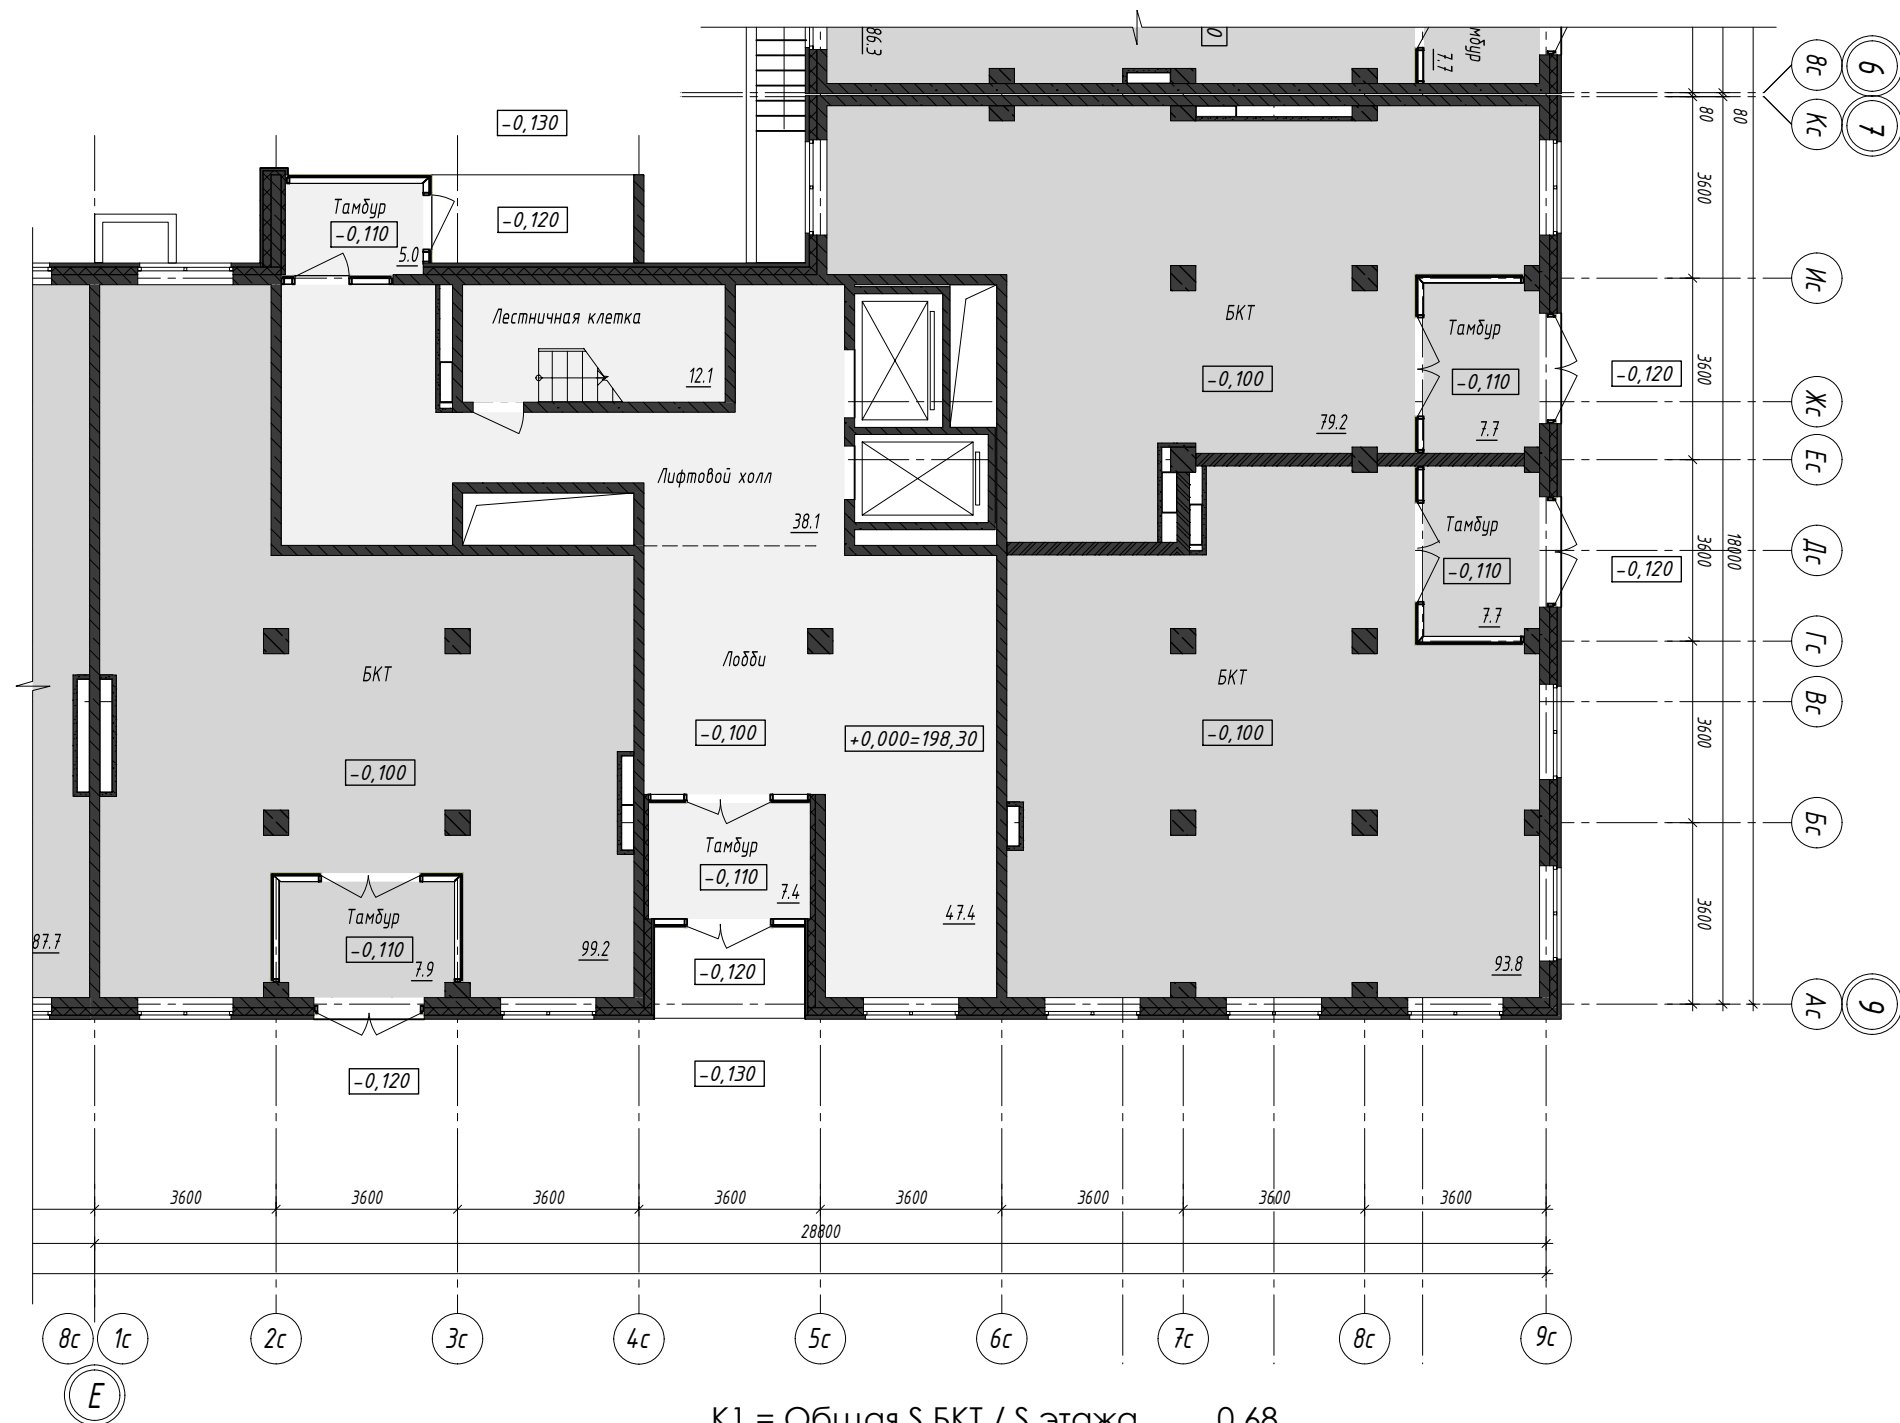 86.3
0
мбур
7.7
8с
6
Кс
7
80
80
-0,130
3600
Тамбур
-0,110
5.0
-0,120
Ис
Лестничная клетка
12.1
БКТ
-0,100
79.2
Тамбур
-0,110
7.7
-0,120
3600
Жс
Ес
Лифтовой холл
38.1
Тамбур
-0,110
7.7
-0,120
3600
18000
Дс
Гс
БКТ
-0,100
Лобби
-0,100
+0,000=198,30
БКТ
-0,100
3600
Вс
Бс
Тамбур
-0,110
7.4
Тамбур
-0,110
7.9
87.7
99.2
47.4
93.8
3600
-0,120
Ас
9
-0,120
-0,130
3600 3600 3600 3600 3600 3600 3600 3600
28800
8с 1с 2с 3с 4с 5с 6с 7с 8с 9с
Е
К1 = Общая S БКТ / S этажа 0,68